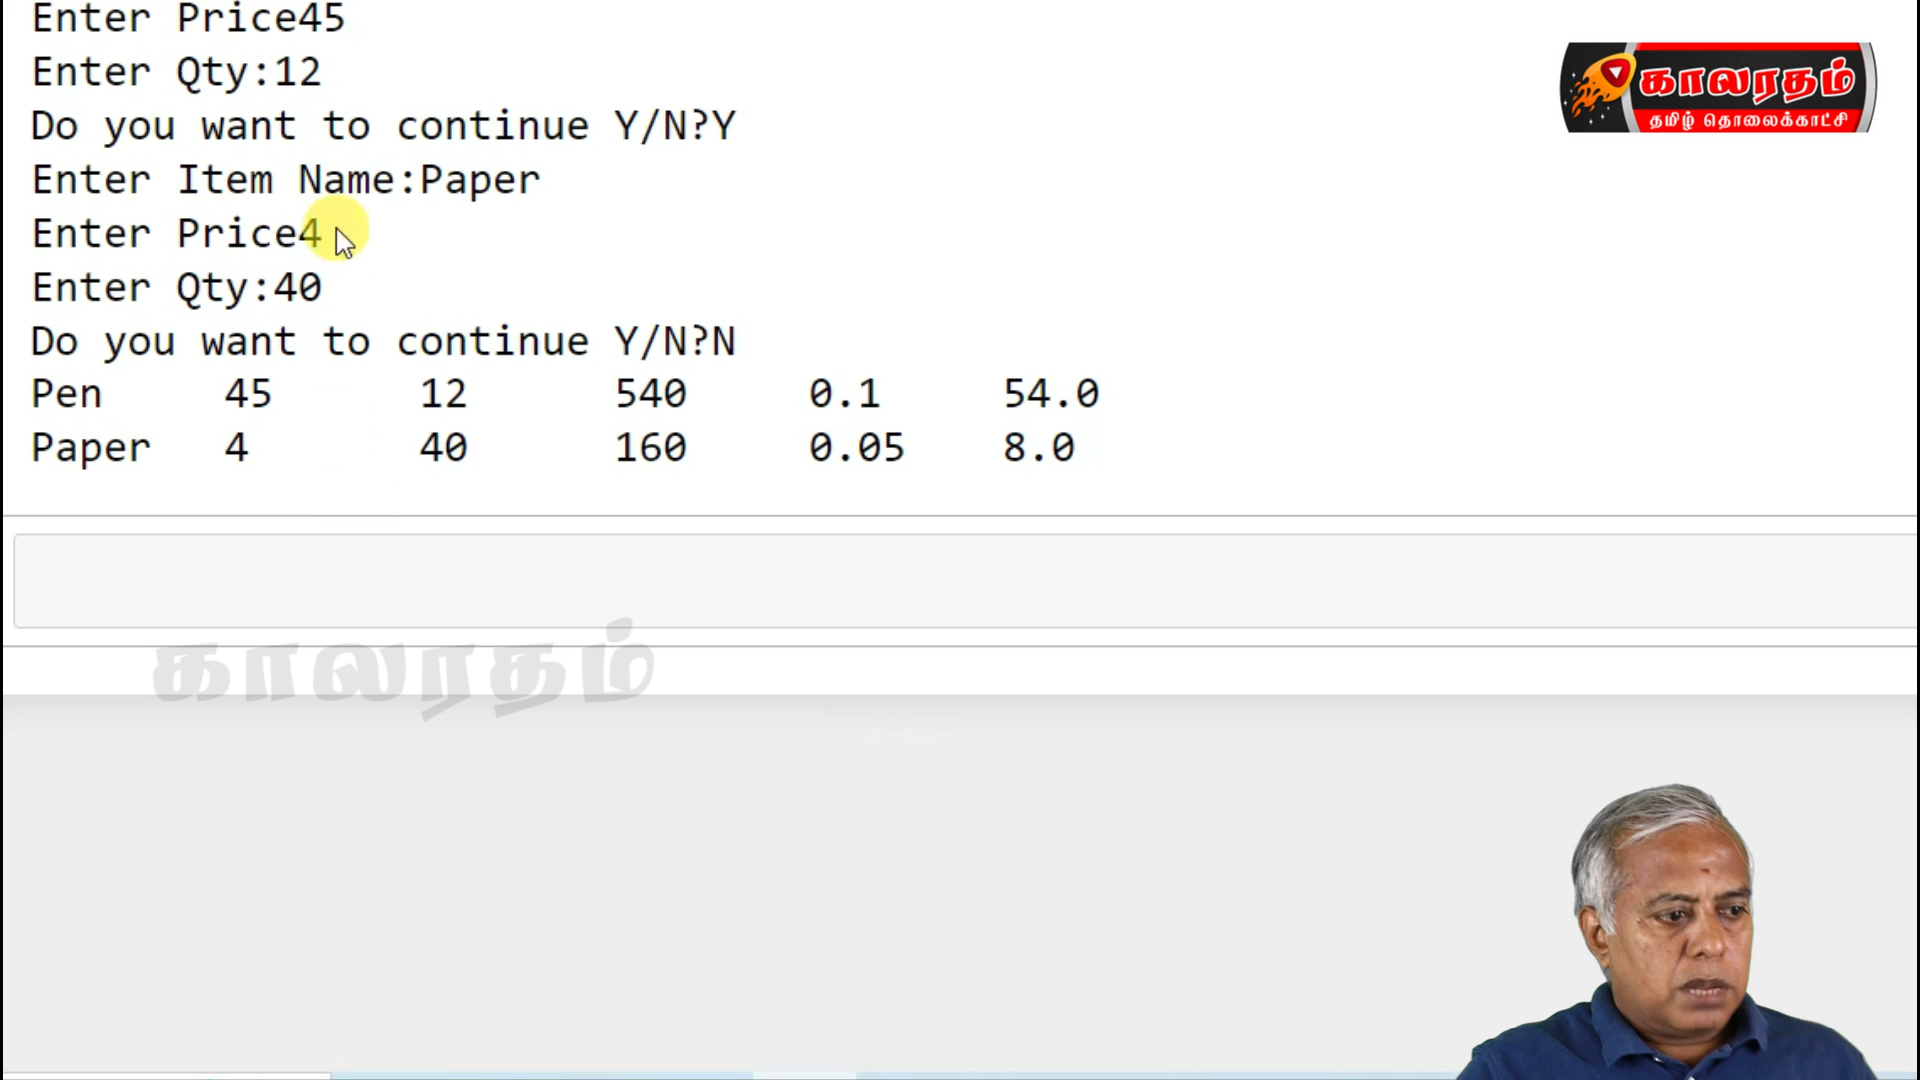 Enter Price45
Enter Qty:12
Do you want to continue Y/N?Y
Enter Item Name:Paper
Enter Price4
Enter Qty:40
Do you want to continue Y/N?N
Pen 45 12 540 0.1 54.0
Paper 4 40 160 0.05 8.0
காலரதம்
தமிழ் தொலைக்காட்சி
காலரதம்